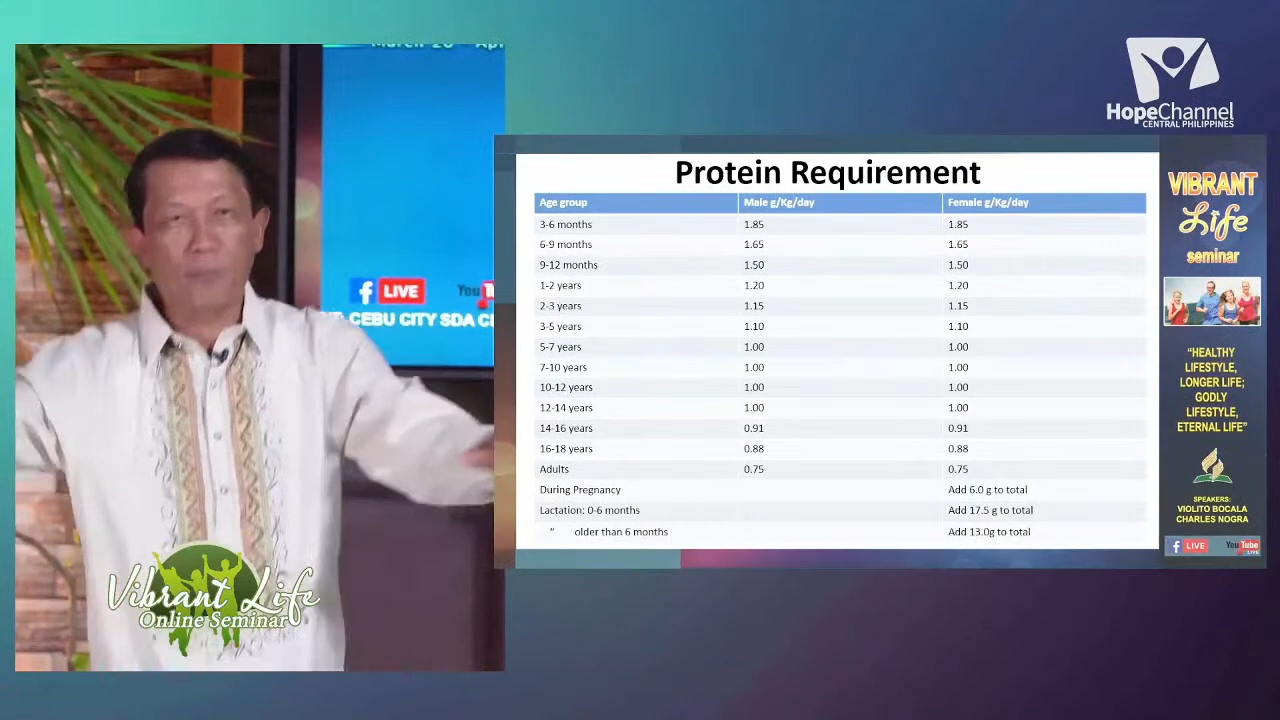 HopeChannel
CENTRAL PHILIPPINES
LIVE
CEBU CITY SDA
Vibrant Life
Online Seminar
Protein Requirement
Age group Male g/Kg/day Female g/Kg/day
3-6 months 1.85 1.85
6-9 months 1.65 1.65
9-12 months 1.50 1.50
1-2 years 1.20 1.20
2-3 years 1.15 1.15
3-5 years 1.10 1.10
5-7 years 1.00 1.00
7-10 years 1.00 1.00
10-12 years 1.00 1.00
12-14 years 1.00 1.00
14-16 years 0.91 0.91
16-18 years 0.88 0.88
Adults 0.75 0.75
During Pregnancy Add 6.0 g to total
Lactation: 0-6 months Add 17.5 g to total
“ older than 6 months Add 13.0g to total
VIBRANT
Life
seminar
“HEALTHY
LIFESTYLE,
LONGER LIFE;
GODLY
LIFESTYLE,
ETERNAL LIFE”
SPEAKERS:
VIOLITO BOCALA
CHARLES NOGRA
LIVE YouTube
LIVE